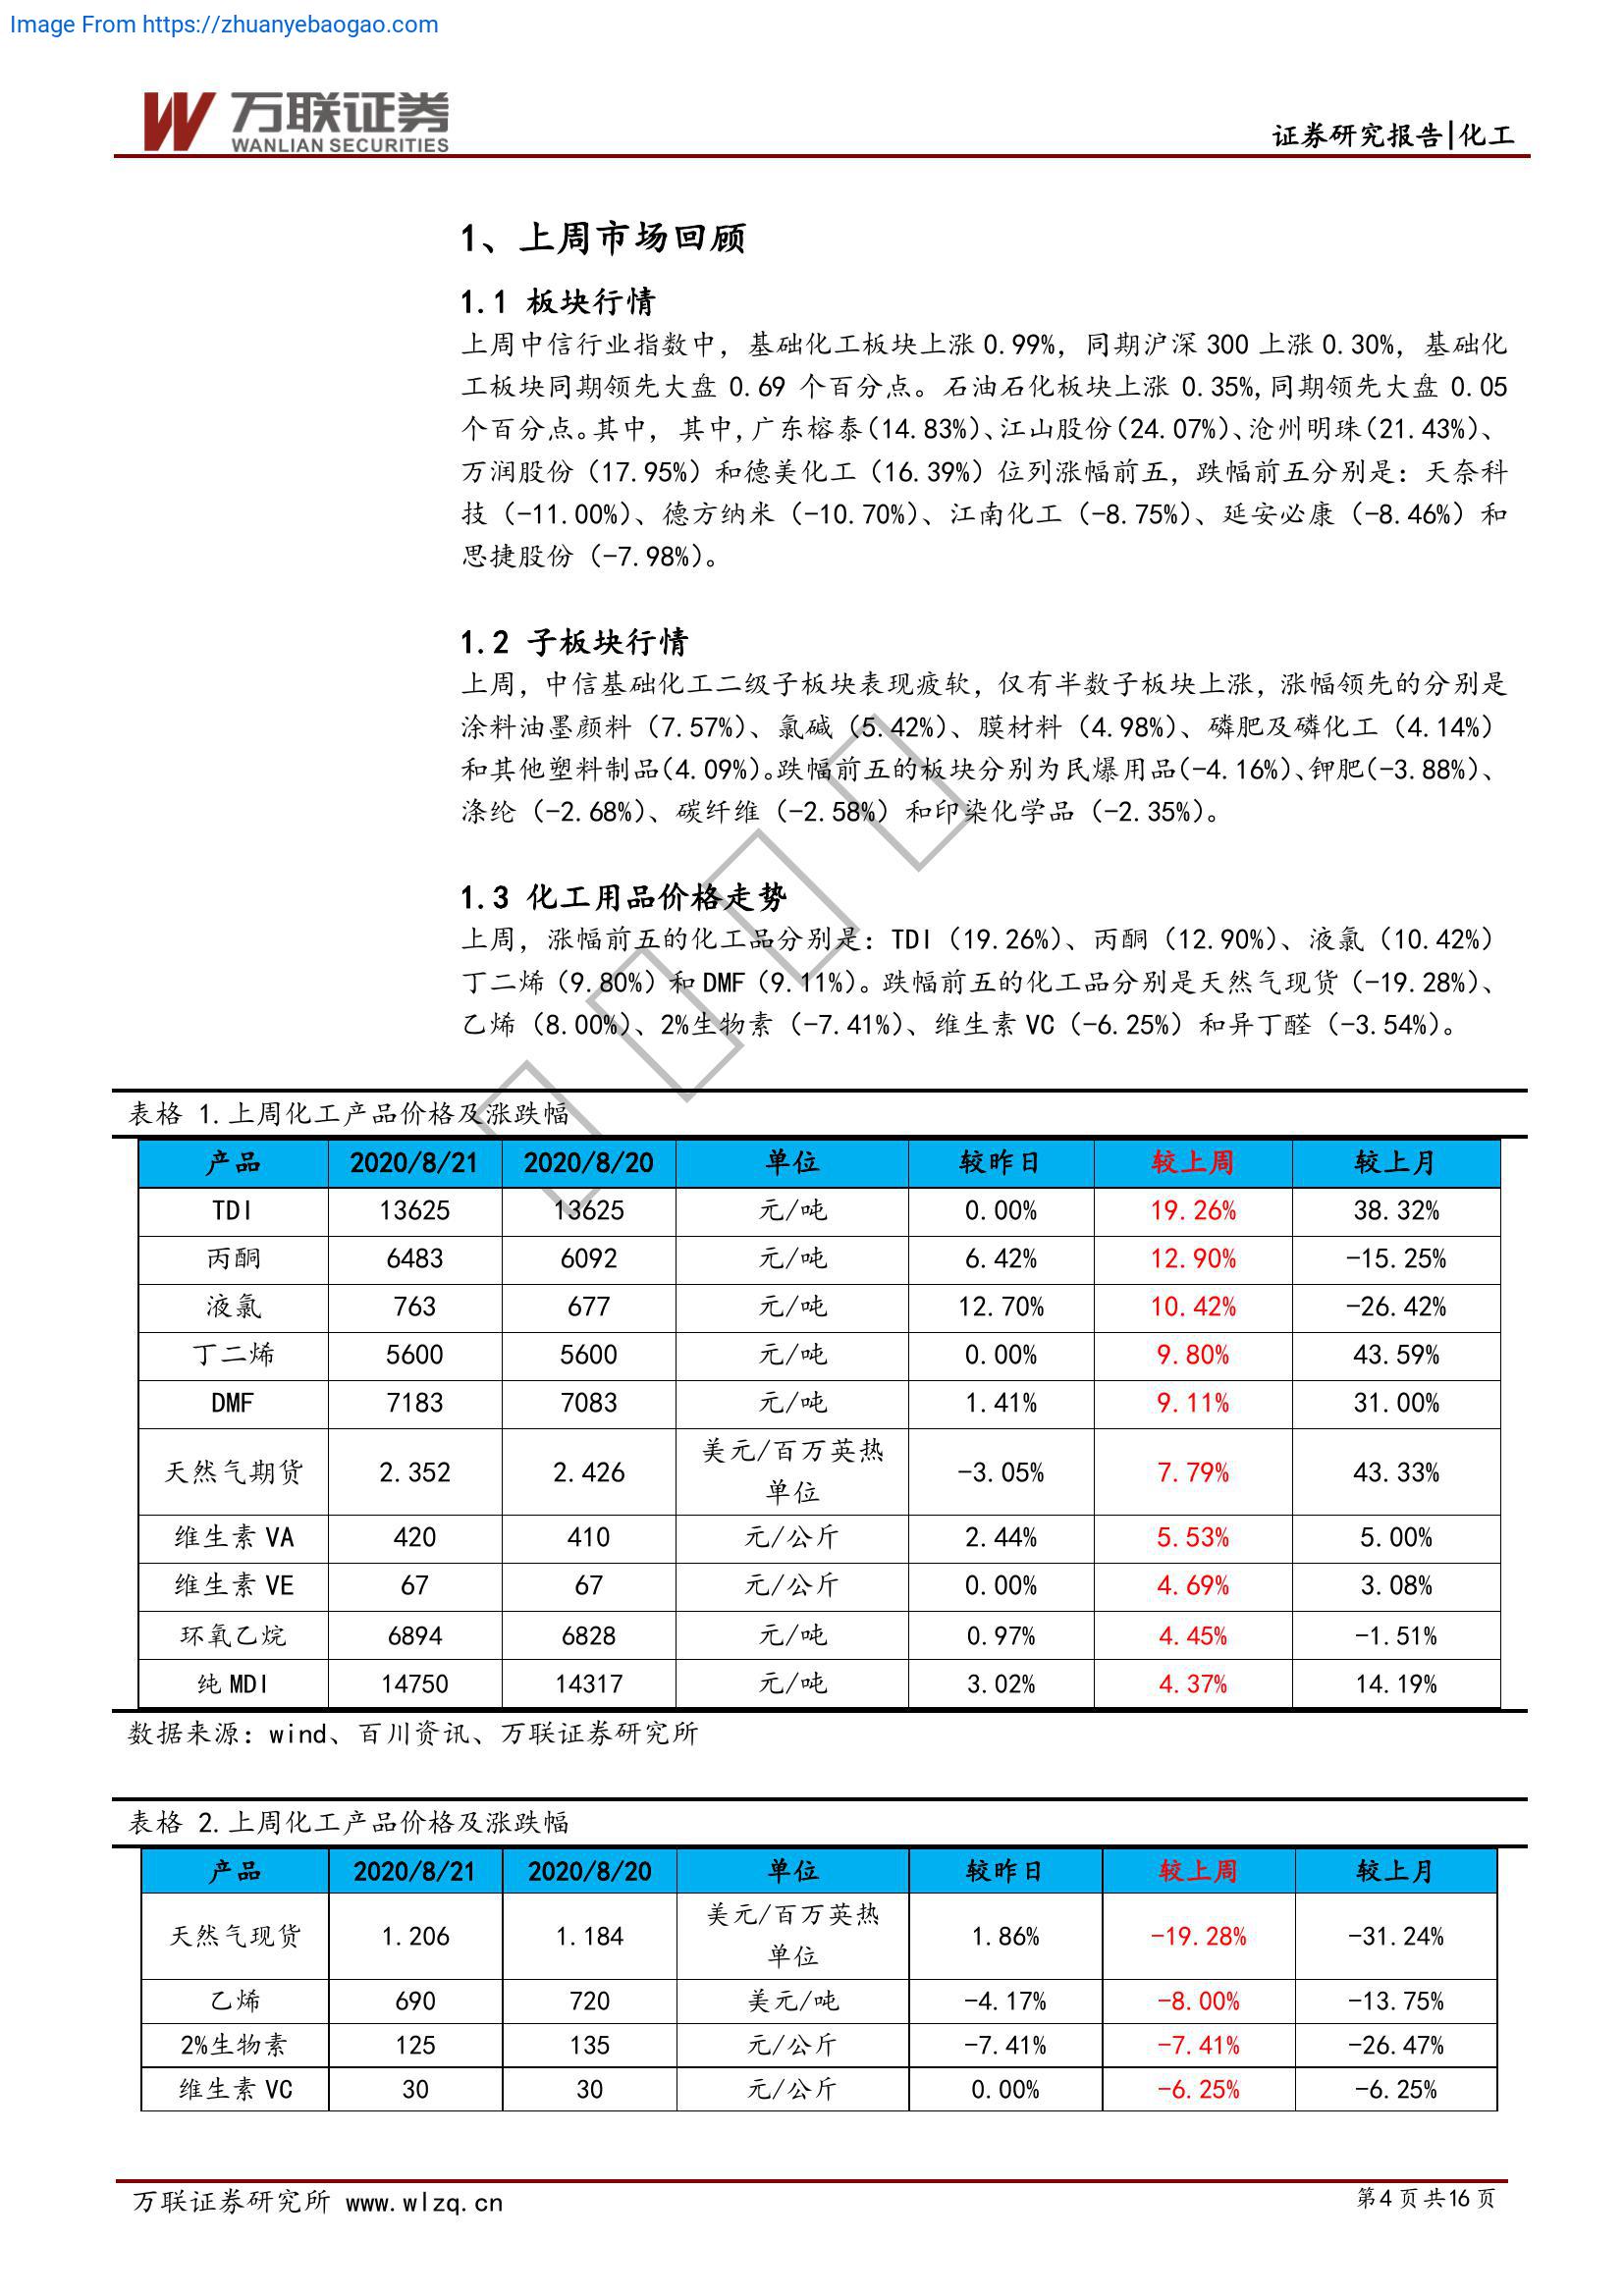 Image From https://zhuanyebaogao.com
万联证券
WANLIAN SECURITIES
证券研究报告|化工
1、上周市场回顾
1.1 板块行情
上周中信行业指数中，基础化工板块上涨 0.99%，同期沪深 300 上涨 0.30%，基础化
工板块同期领先大盘 0.69 个百分点。石油石化板块上涨 0.35%,同期领先大盘 0.05
个百分点。其中， 其中,广东榕泰（14.83%）、江山股份（24.07%）、沧州明珠（21.43%）、
万润股份（17.95%）和德美化工（16.39%）位列涨幅前五，跌幅前五分别是：天奈科
技（-11.00%）、德方纳米（-10.70%）、江南化工（-8.75%）、延安必康（-8.46%）和
思捷股份（-7.98%）。
1.2 子板块行情
上周，中信基础化工二级子板块表现疲软，仅有半数子板块上涨，涨幅领先的分别是
涂料油墨颜料（7.57%）、氯碱（5.42%）、膜材料（4.98%）、磷肥及磷化工（4.14%）
和其他塑料制品（4.09%）。跌幅前五的板块分别为民爆用品（-4.16%）、钾肥（-3.88%）、
涤纶（-2.68%）、碳纤维（-2.58%）和印染化学品（-2.35%）。
1.3 化工用品价格走势
上周，涨幅前五的化工品分别是：TDI（19.26%）、丙酮（12.90%）、液氯（10.42%）
丁二烯（9.80%）和 DMF（9.11%）。跌幅前五的化工品分别是天然气现货（-19.28%）、
乙烯（8.00%）、2%生物素（-7.41%）、维生素 VC（-6.25%）和异丁醛（-3.54%）。
表格 1.上周化工产品价格及涨跌幅
产品 2020/8/21 2020/8/20 单位 较昨日 较上周 较上月
TDI 13625 13625 元/吨 0.00% 19.26% 38.32%
丙酮 6483 6092 元/吨 6.42% 12.90% -15.25%
液氯 763 677 元/吨 12.70% 10.42% -26.42%
丁二烯 5600 5600 元/吨 0.00% 9.80% 43.59%
DMF 7183 7083 元/吨 1.41% 9.11% 31.00%
天然气期货 2.352 2.426 美元/百万英热单位 -3.05% 7.79% 43.33%
维生素 VA 420 410 元/公斤 2.44% 5.53% 5.00%
维生素 VE 67 67 元/公斤 0.00% 4.69% 3.08%
环氧乙烷 6894 6828 元/吨 0.97% 4.45% -1.51%
纯 MDI 14750 14317 元/吨 3.02% 4.37% 14.19%
数据来源：wind、百川资讯、万联证券研究所
表格 2.上周化工产品价格及涨跌幅
产品 2020/8/21 2020/8/20 单位 较昨日 较上周 较上月
天然气现货 1.206 1.184 美元/百万英热单位 1.86% -19.28% -31.24%
乙烯 690 720 美元/吨 -4.17% -8.00% -13.75%
2%生物素 125 135 元/公斤 -7.41% -7.41% -26.47%
维生素 VC 30 30 元/公斤 0.00% -6.25% -6.25%
万联证券研究所 www.wlzq.cn
第4页共16页